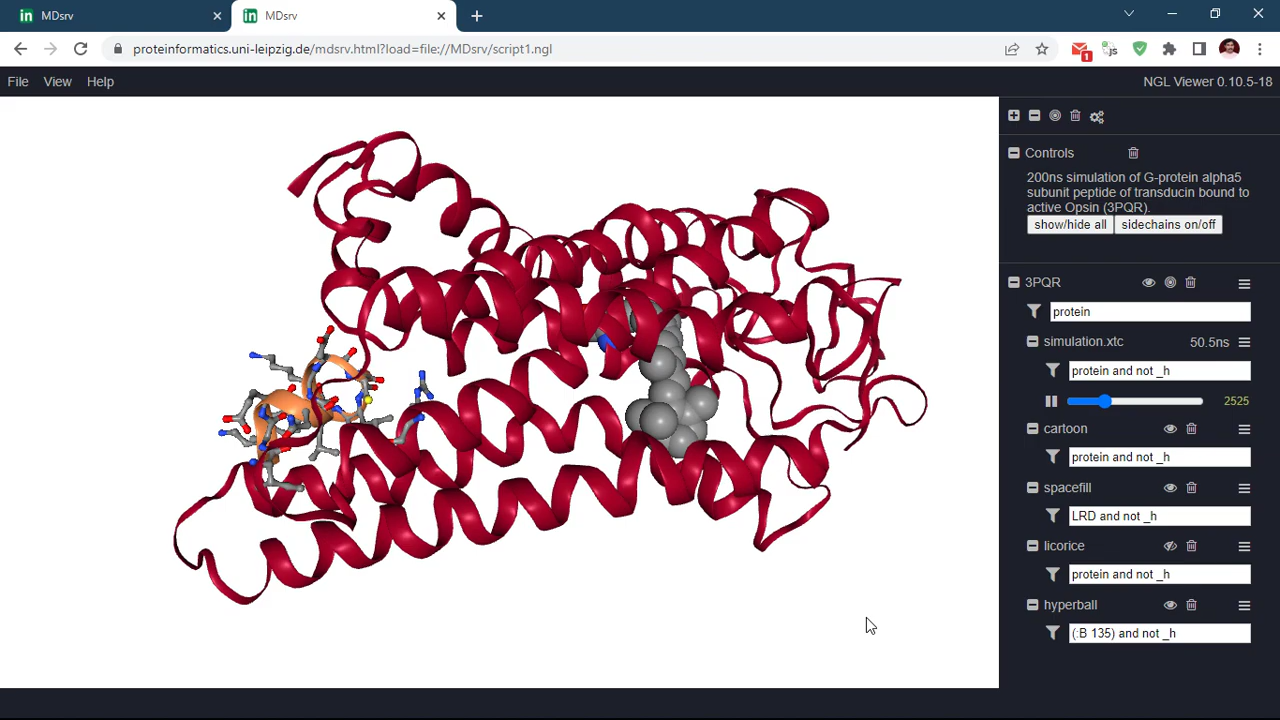 MDsrv
MDsrv
proteinformatics.uni-leipzig.de/mdsrv.html?load=file://MDsrv/script1.ngl
1
JS
File View Help
NGL Viewer 0.10.5-18
Controls
200ns simulation of G-protein alpha5
subunit peptide of transducin bound to
active Opsin (3PQR).
show/hide all sidechains on/off
3PQR
protein
simulation.xtc 50.5ns
protein and not _h
2525
cartoon
protein and not _h
spacefill
LRD and not _h
licorice
protein and not _h
hyperball
(:B 135) and not _h